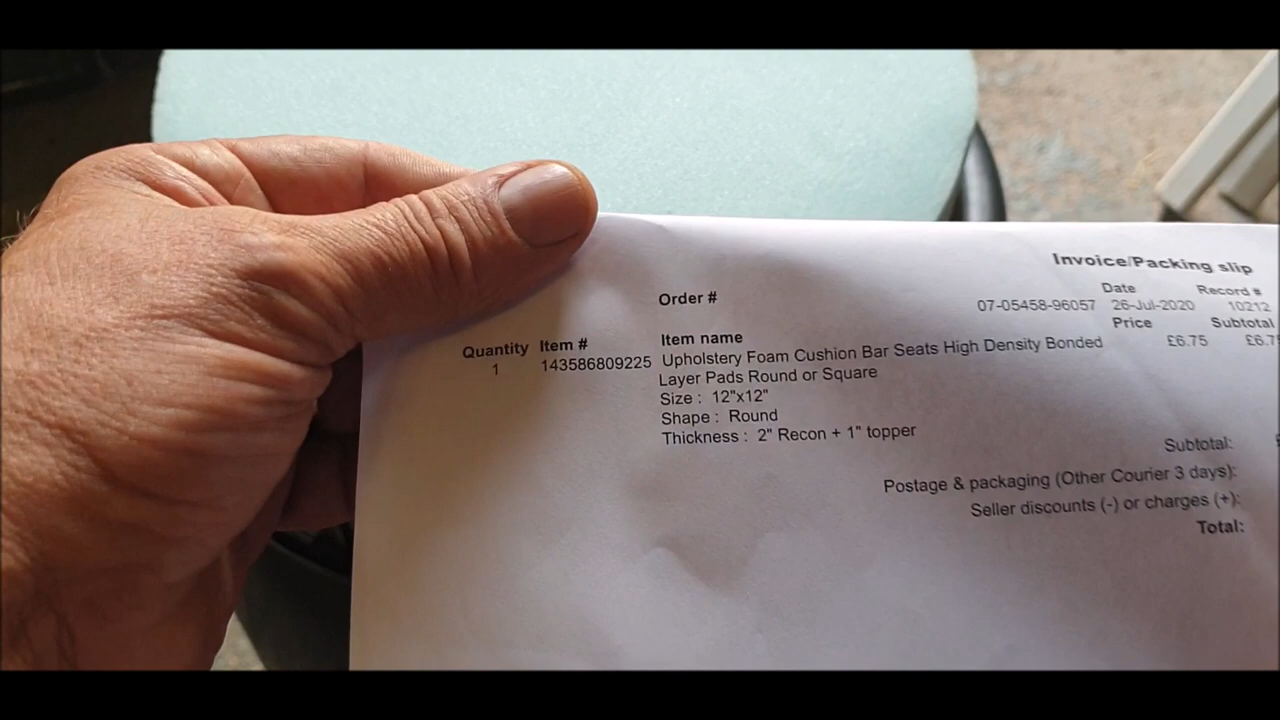 Invoice/Packing slip
Order # 07-05458-96057
Date 26-Jul-2020
Record # 10212
Quantity Item # Item name Price Subtotal
1 143586809225 Upholstery Foam Cushion Bar Seats High Density Bonded £6.75 £6.7
Layer Pads Round or Square
Size : 12"x12"
Shape : Round
Thickness : 2" Recon + 1" topper
Subtotal:
Postage & packaging (Other Courier 3 days):
Seller discounts (-) or charges (+):
Total: